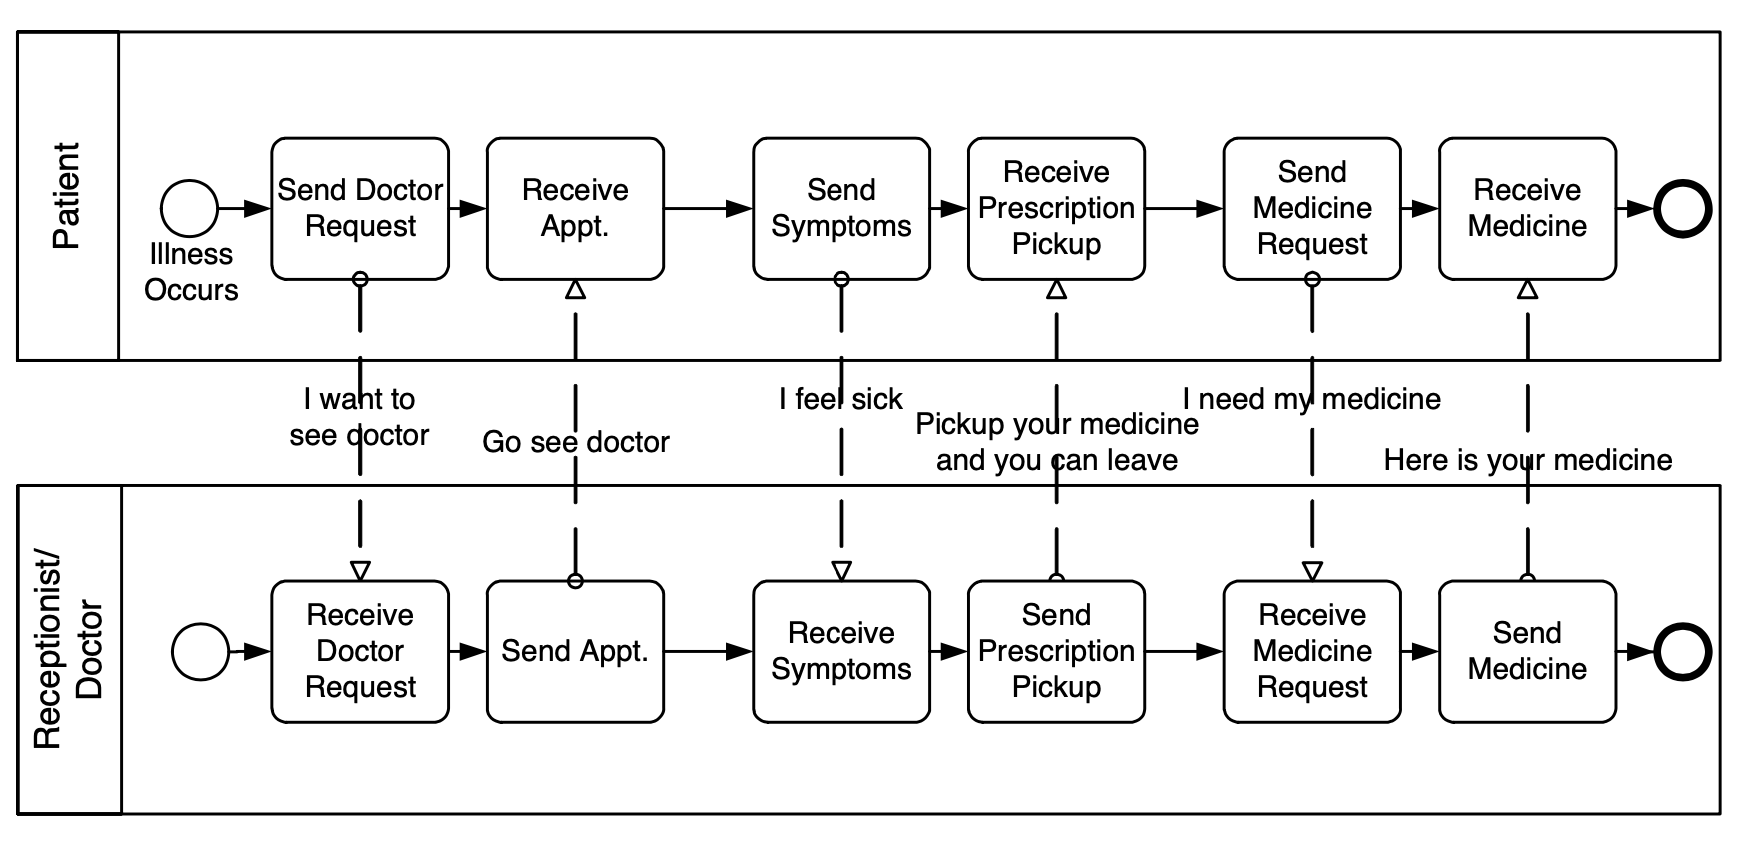 Patient
Illness
Occurs
Send Doctor
Request
Receive
Appt.
Send
Symptoms
Receive
Prescription
Pickup
Send
Medicine
Request
Receive
Medicine
I want to
see doctor
Go see doctor
I feel sick
Pickup your medicine
and you can leave
I need my medicine
Here is your medicine
Receptionist/
Doctor
Receive
Doctor
Request
Send Appt.
Receive
Symptoms
Send
Prescription
Pickup
Receive
Medicine
Request
Send
Medicine